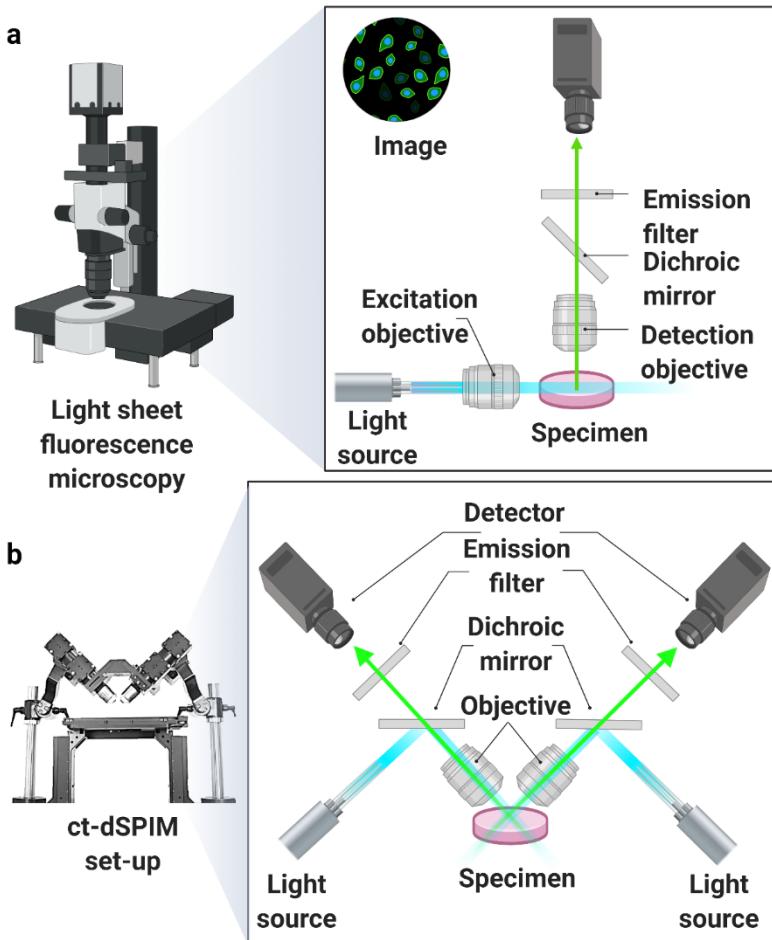 a
Image
Emission
filter
Dichroic
mirror
Excitation
objective
Detection
objective
Light
source
Specimen
Light sheet
fluorescence
microscopy
b
Detector
Emission
filter
Dichroic
mirror
Objective
ct-dSPIM
set-up
Light
source
Specimen
Light
source